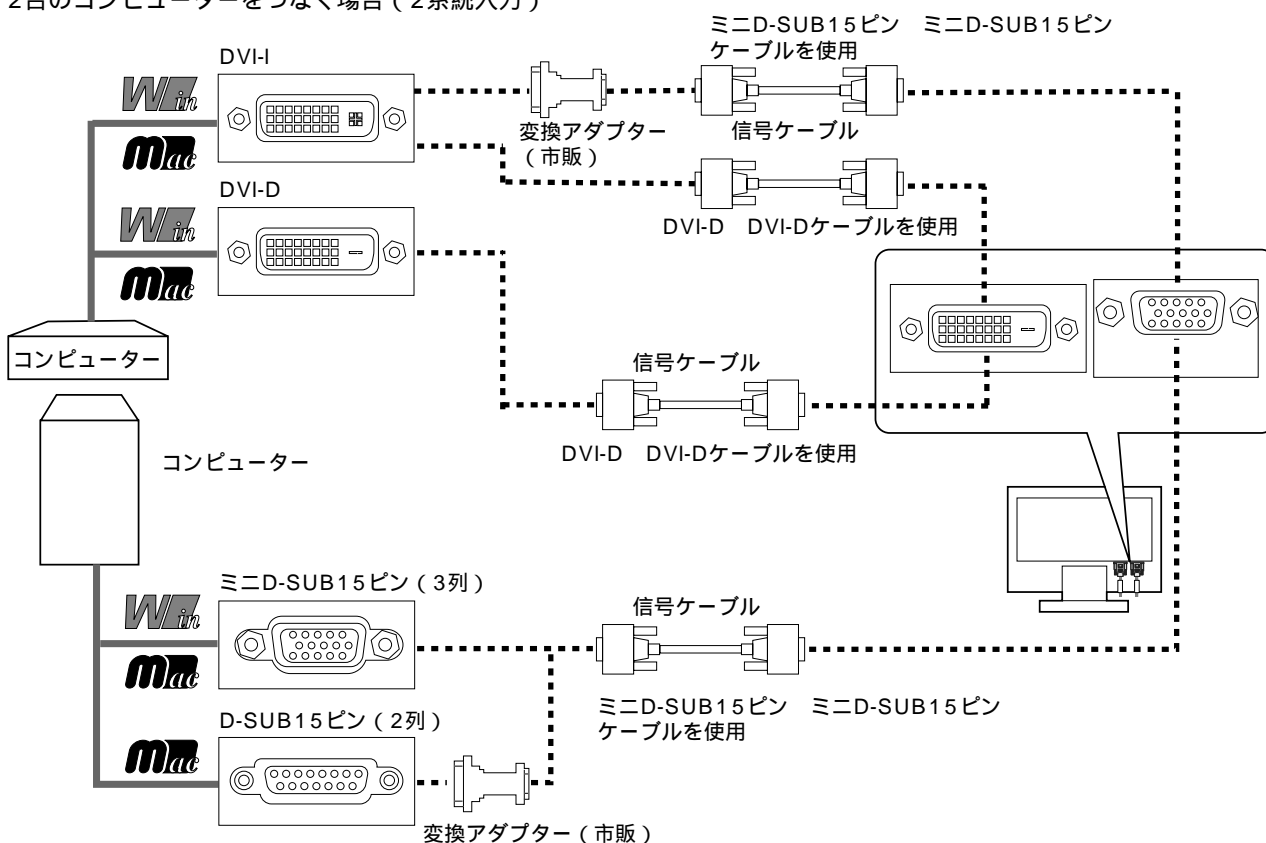 2台のコンピューターをつなぐ場合（2系統入力）
ミニD-SUB15ピン　ミニD-SUB15ピン
ケーブルを使用
DVI-I
Win
Mac
変換アダプター
（市販）
信号ケーブル
DVI-D
Win
Mac
DVI-D　DVI-Dケーブルを使用
コンピューター
信号ケーブル
DVI-D　DVI-Dケーブルを使用
コンピューター
ミニD-SUB15ピン（3列）
Win
Mac
信号ケーブル
ミニD-SUB15ピン　ミニD-SUB15ピン
ケーブルを使用
D-SUB15ピン（2列）
Mac
変換アダプター（市販）